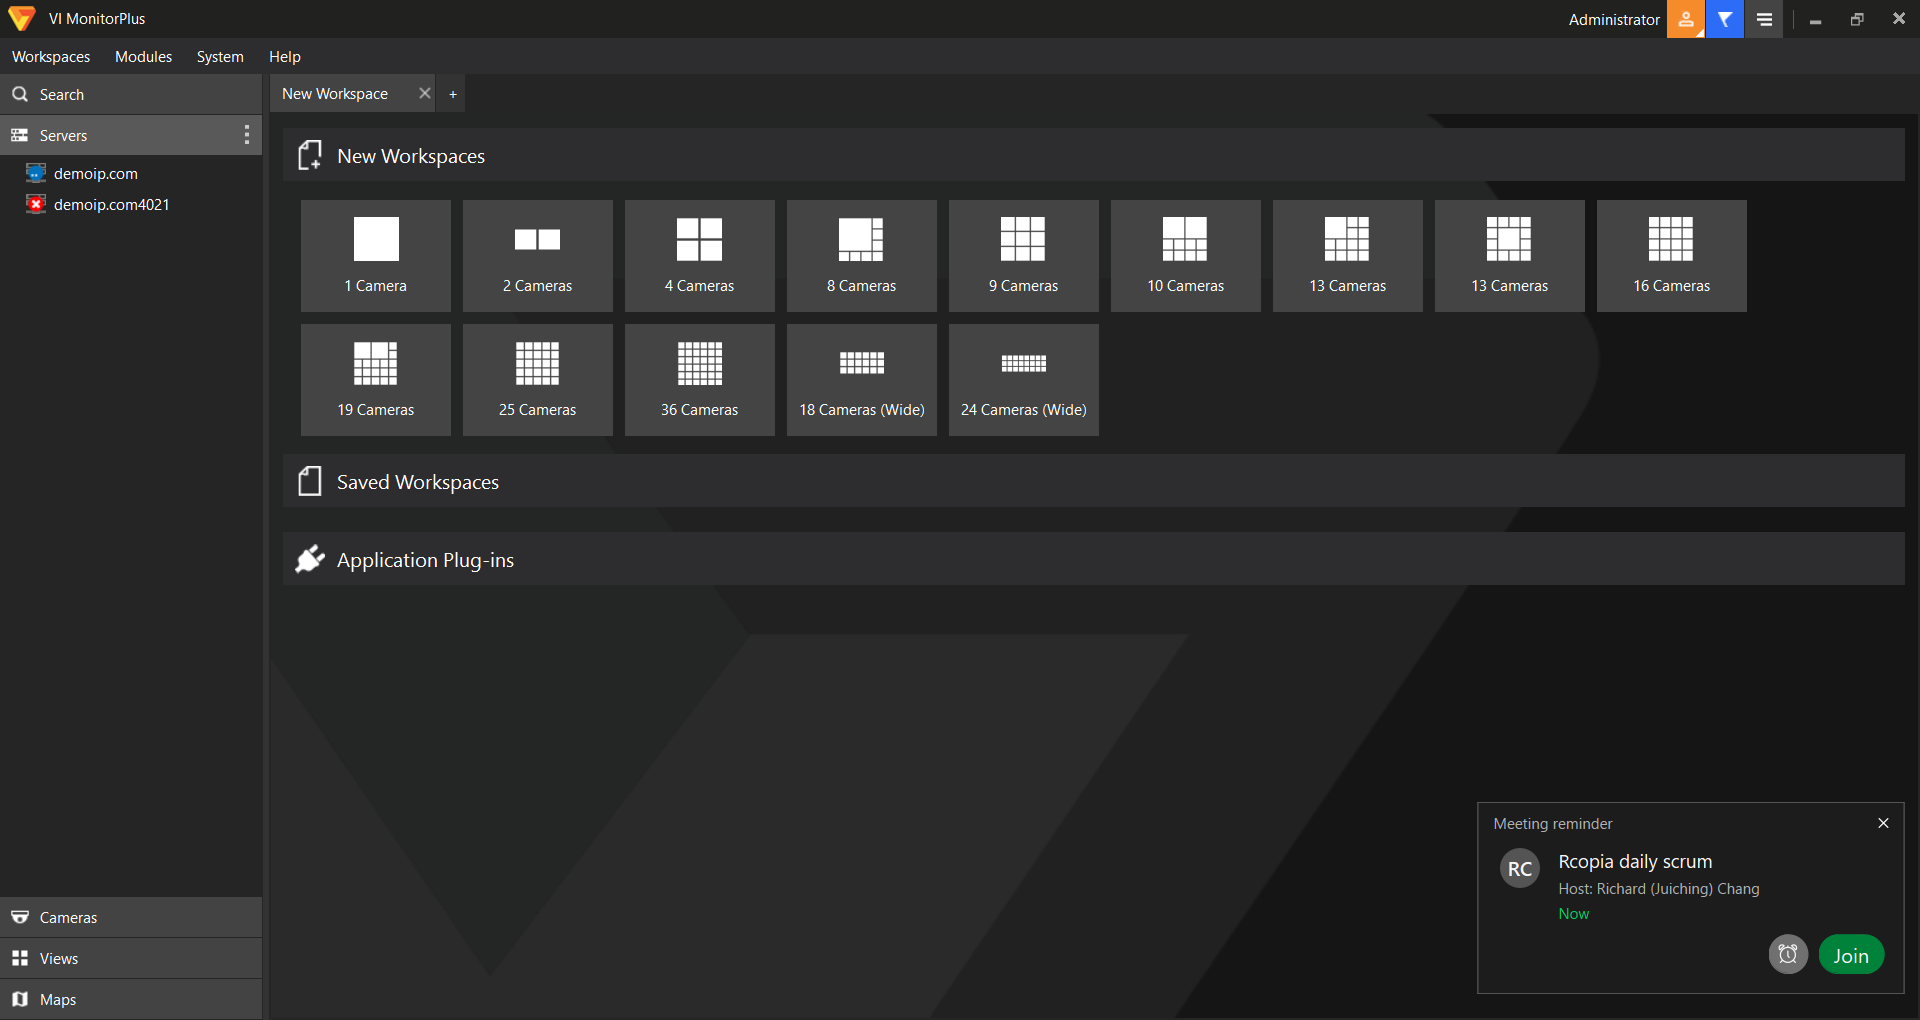 VI MonitorPlus
Administrator
Workspaces Modules System Help
Search
New Workspace
+
Servers
demoip.com
demoip.com4021
New Workspaces
1 Camera
2 Cameras
4 Cameras
8 Cameras
9 Cameras
10 Cameras
13 Cameras
13 Cameras
16 Cameras
19 Cameras
25 Cameras
36 Cameras
18 Cameras (Wide)
24 Cameras (Wide)
Saved Workspaces
Application Plug-ins
Meeting reminder
RC
Rcopia daily scrum
Host: Richard (Juiching) Chang
Now
Join
Cameras
Views
Maps